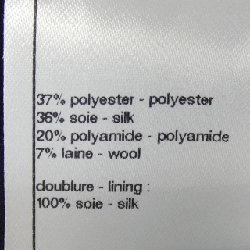 37% polyester - polyester
36% soie - silk
20% polyamide - polyamide
7% laine - wool
doublure - lining :
100% soie - silk